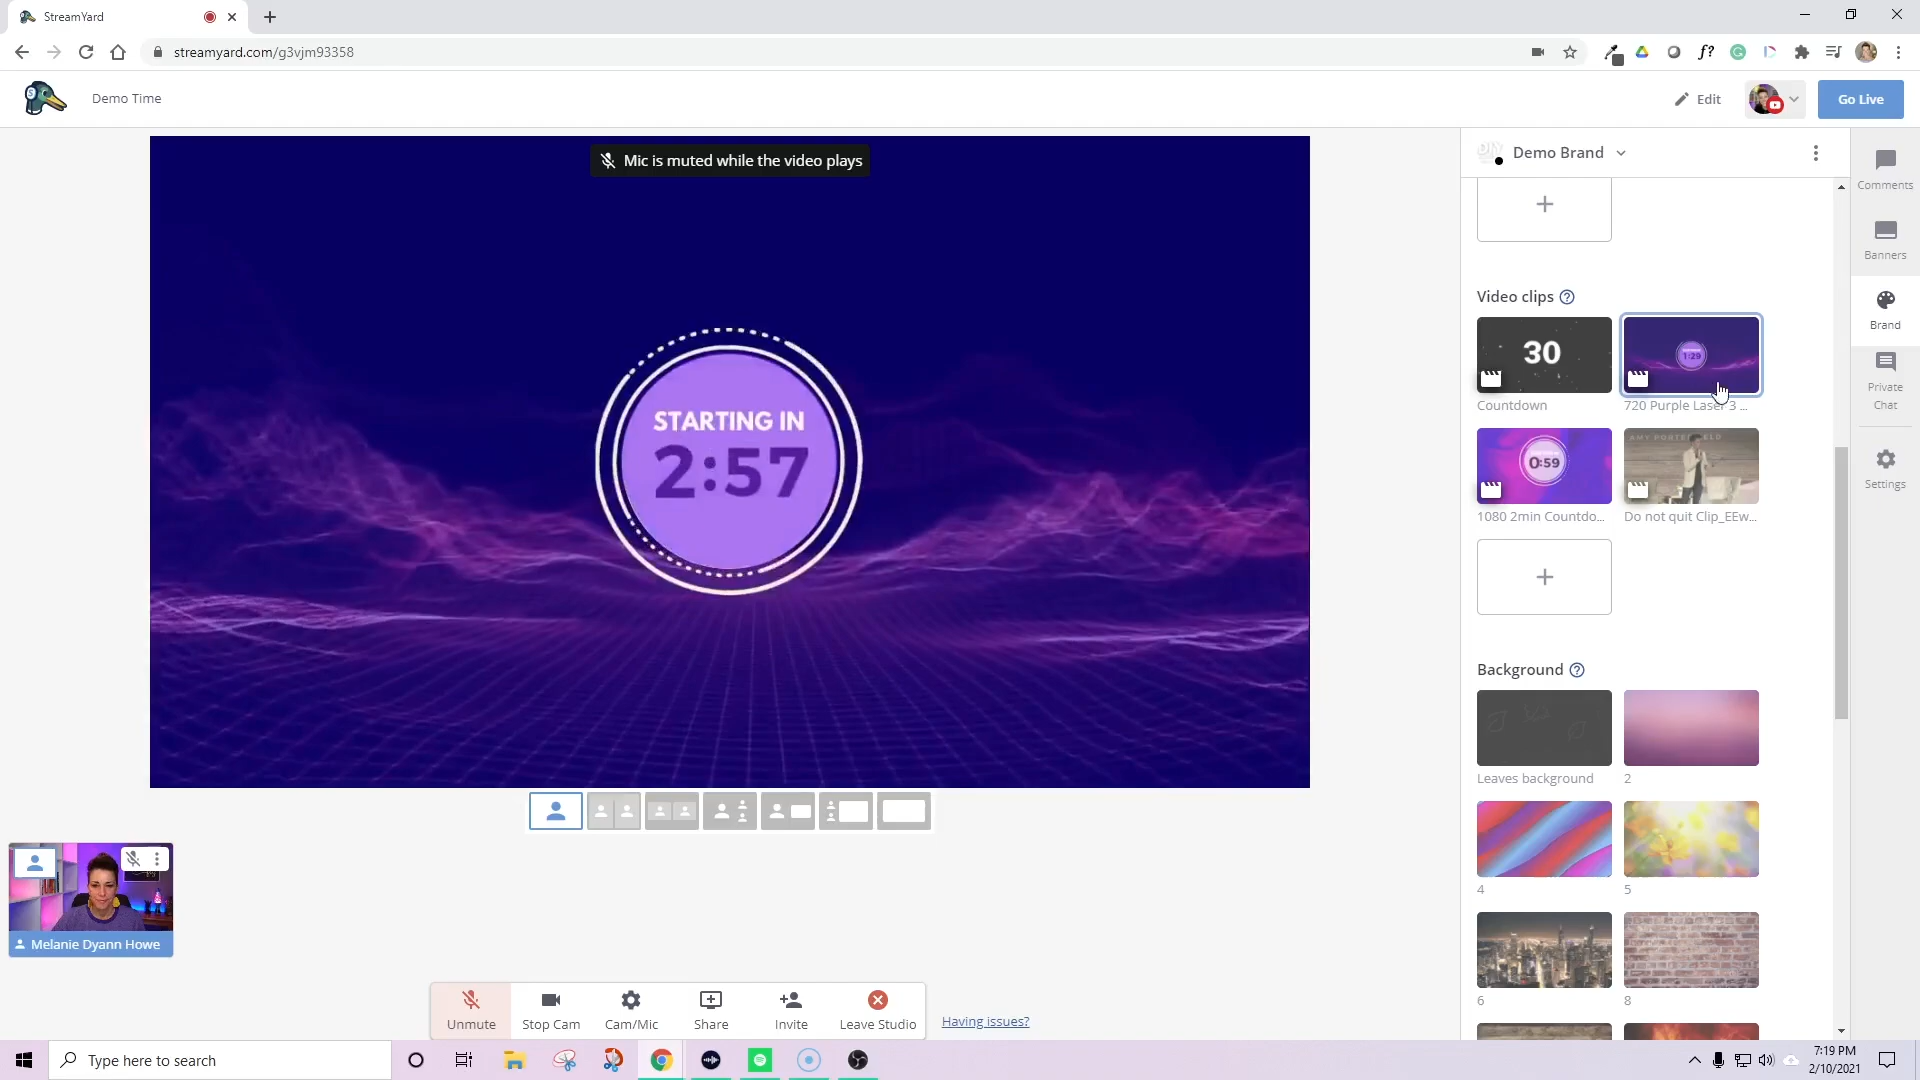 StreamYard
streamyard.com/g3vjm93358
f?
Demo Time
Edit
Go Live
Mic is muted while the video plays
Demo Brand
Comments
Banners
Brand
Private
Chat
Settings
STARTING IN
2:57
Video clips
30
1:29
Countdown
720 Purple Laser 3 ...
0:59
AMY PORTERFIELD
1080 2min Countdo...
Do not quit Clip_EEw...
Background
Leaves background
2
4
5
6
8
Melanie Dyann Howe
Unmute
Stop Cam
Cam/Mic
Share
Invite
Leave Studio
Having issues?
Type here to search
7:19 PM
2/10/2021